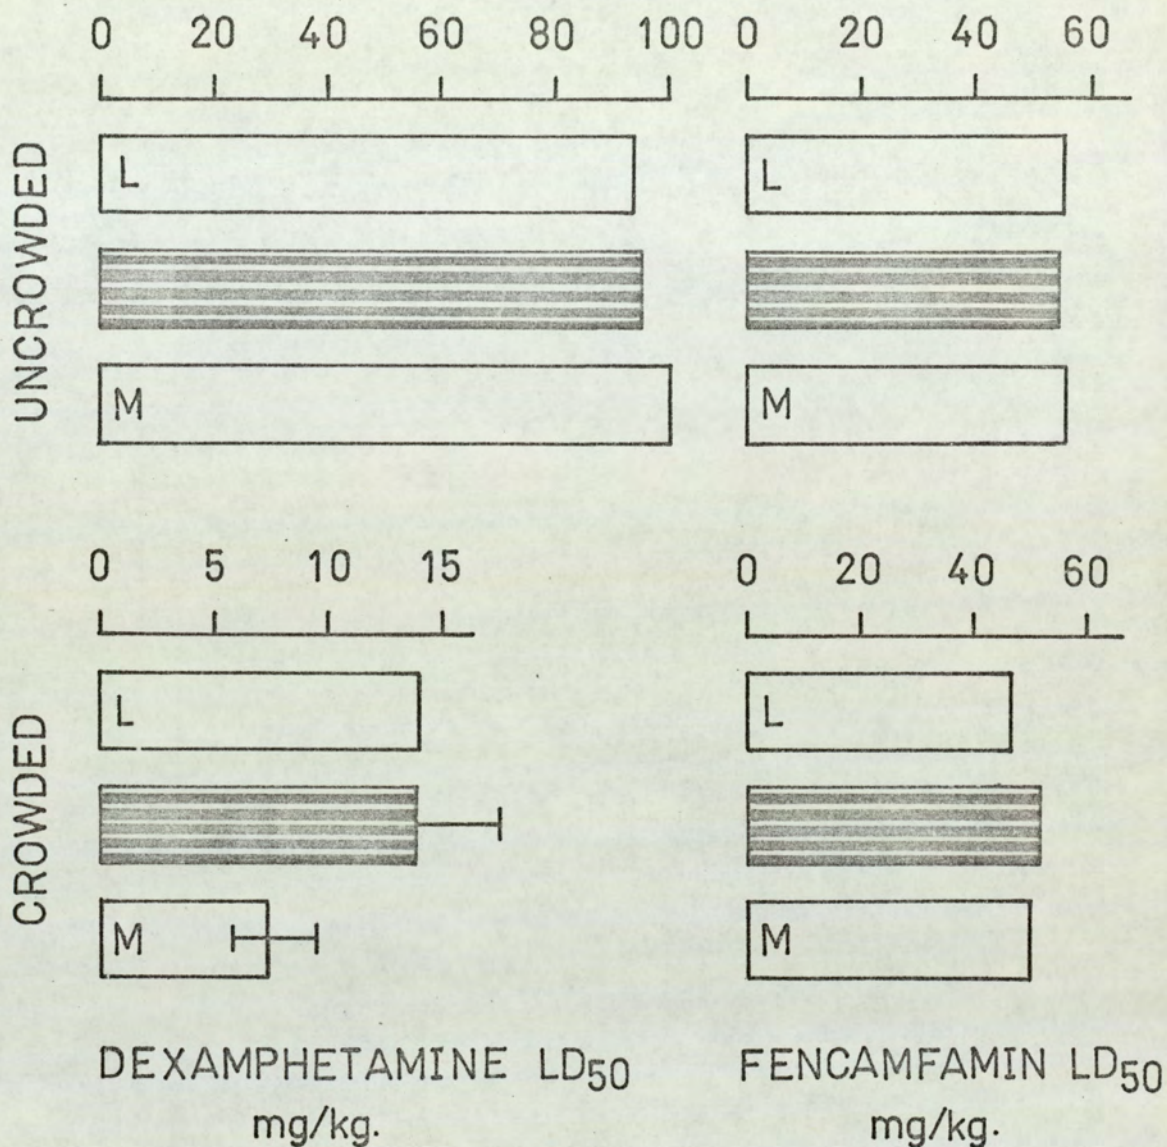 0 20 40 60 80 100 0 20 40 60
UNCROWDED
L L
M M
0 5 10 15 0 20 40 60
CROWDED
L L
M M
DEXAMPHETAMINE LD50 FENCAMFAMIN LD50
mg/kg. mg/kg.